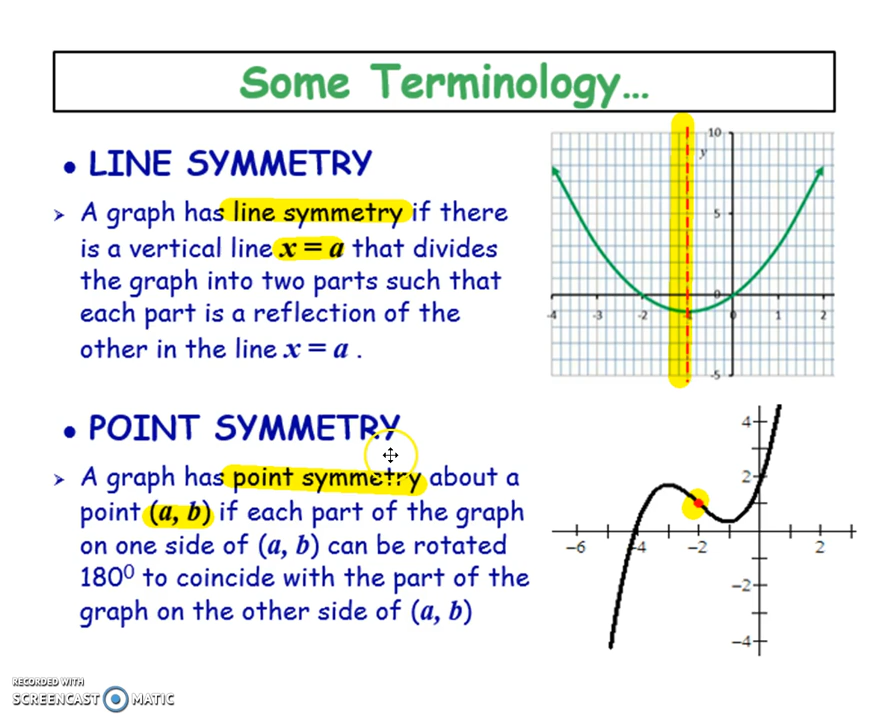 Some Terminology...
• LINE SYMMETRY
➢ A graph has line symmetry if there
is a vertical line x = a that divides
the graph into two parts such that
each part is a reflection of the
other in the line x = a .
10
y
5
0
-4 -3 -2 -1 0 1 2
-5
• POINT SYMMETRY
➢ A graph has point symmetry about a
point (a, b) if each part of the graph
on one side of (a, b) can be rotated
180⁰ to coincide with the part of the
graph on the other side of (a, b)
4
2
-6 -4 -2 2
-2
-4
RECORDED WITH
SCREENCAST MATIC